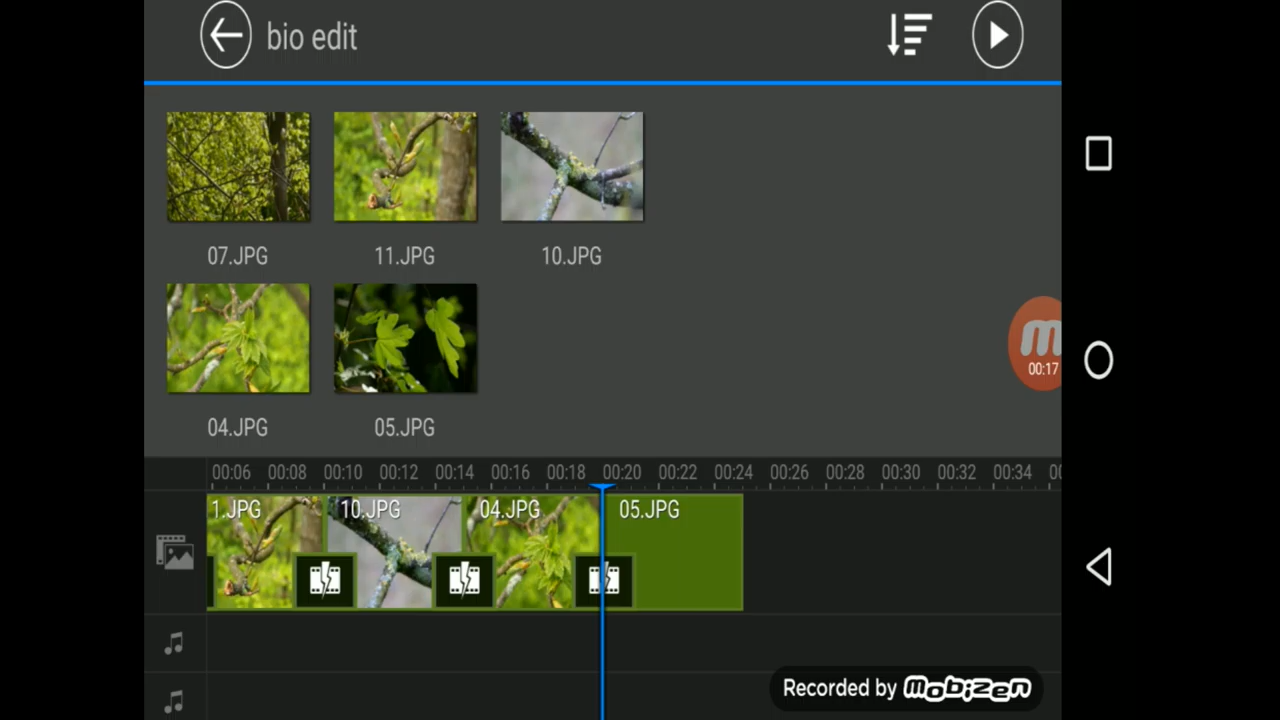 bio edit
07.JPG 11.JPG 10.JPG
m
00:17
04.JPG 05.JPG
00:06 00:08 00:10 00:12 00:14 00:16 00:18 00:20 00:22 00:24 00:26 00:28 00:30 00:32 00:34 00
1.JPG 10.JPG 04.JPG 05.JPG
Recorded by mobizen